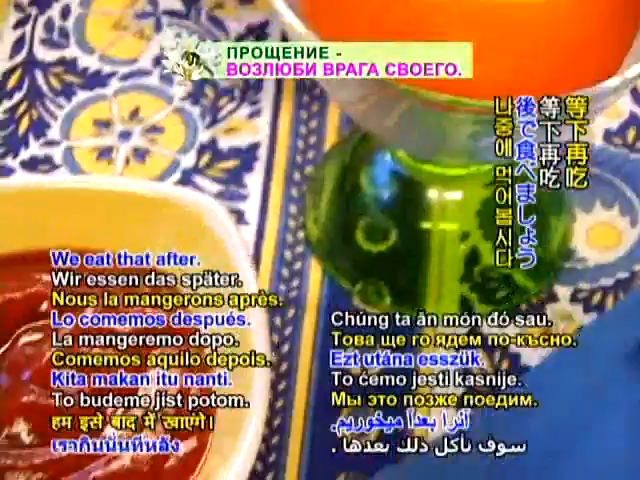 ПРОЩЕНИЕ -
ВОЗЛЮБИ ВРАГА СВОЕГО.
等下再吃
等下再吃
後で食べましょう
나중에 먹어봅시다
We eat that after.
Wir essen das später.
Nous la mangerons après.
Lo comemos después.
La mangeremo dopo.
Comemos aquilo depois.
Kita makan itu nanti.
To budeme jíst potom.
हम इसे बाद में खाएंगे।
เรากินนั่นทีหลัง
Chúng ta ăn món đó sau.
Това ще го ядем по-късно.
Ezt utána esszük.
To ćemo jesti kasnije.
Мы это позже поедим.
آنرا بعداً میخوریم.
سوف نأكل ذلك بعدها .